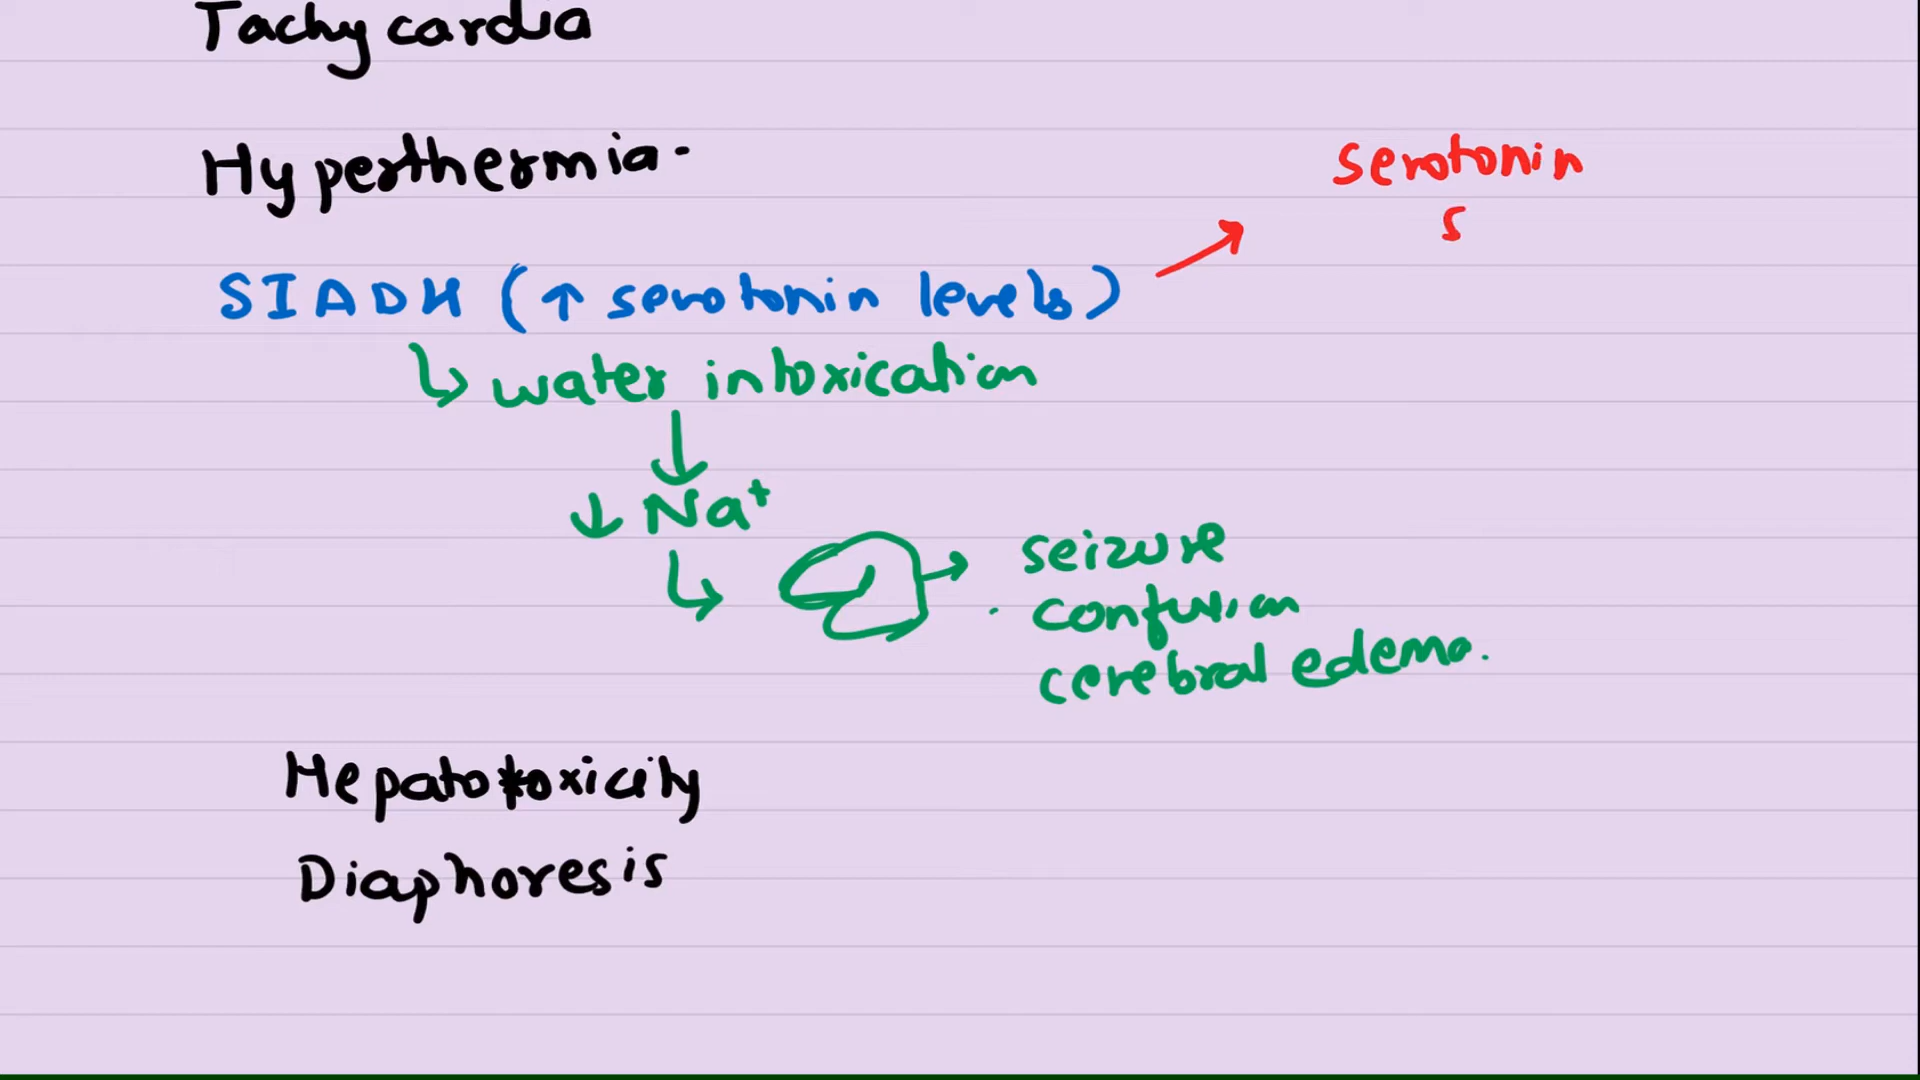 Tachycardia
Hyperthermia.
serotonin
s
SIADH (↑ serotonin levels) →
↳ water intoxication
↓
↓ Na⁺
↳ → seizure
confusion
cerebral edema.
Hepatotoxicity
Diaphoresis